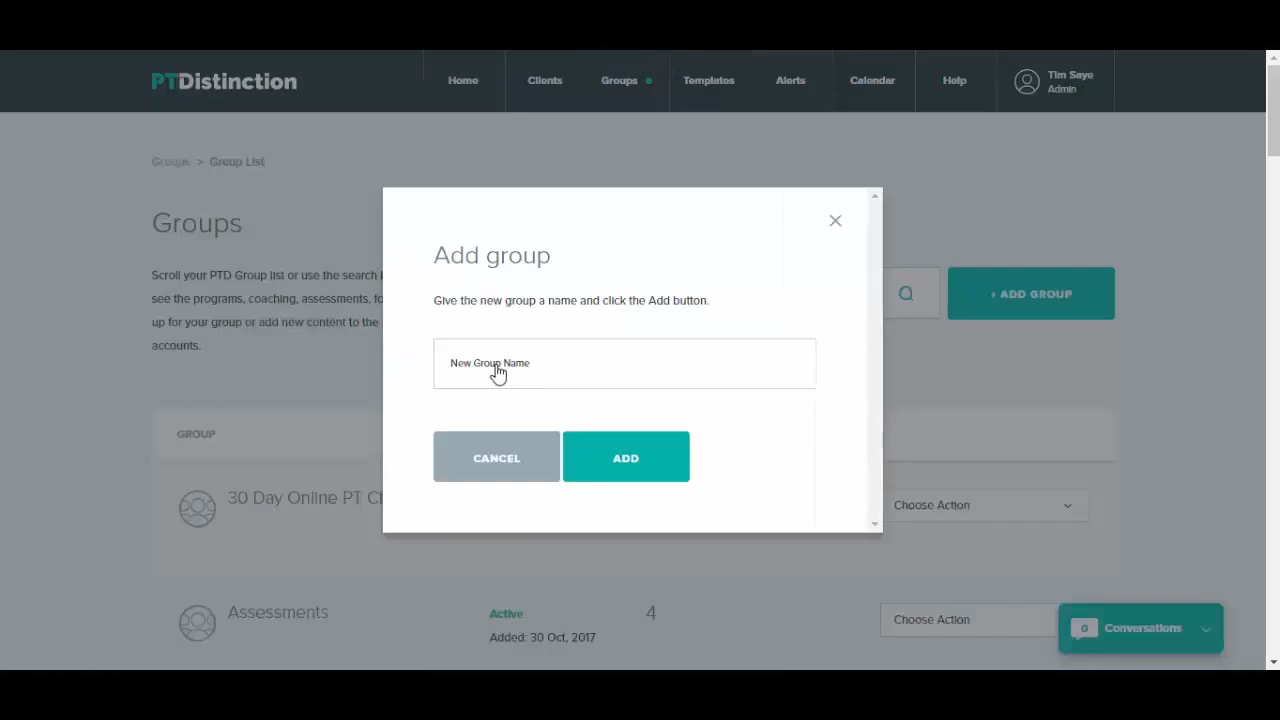 PTDistinction
Home
Clients
Groups
Templates
Alerts
Calendar
Help
Tim Saye
Admin
Groups > Group List
Groups
Scroll your PTD Group list or use the search
see the programs, coaching, assessments, fo
up for your group or add new content to the
accounts.
+ ADD GROUP
Add group
Give the new group a name and click the Add button.
New Group Name
CANCEL
ADD
GROUP
30 Day Online PT Ch
Choose Action
Assessments
Active
4
Added: 30 Oct, 2017
Choose Action
0 Conversations